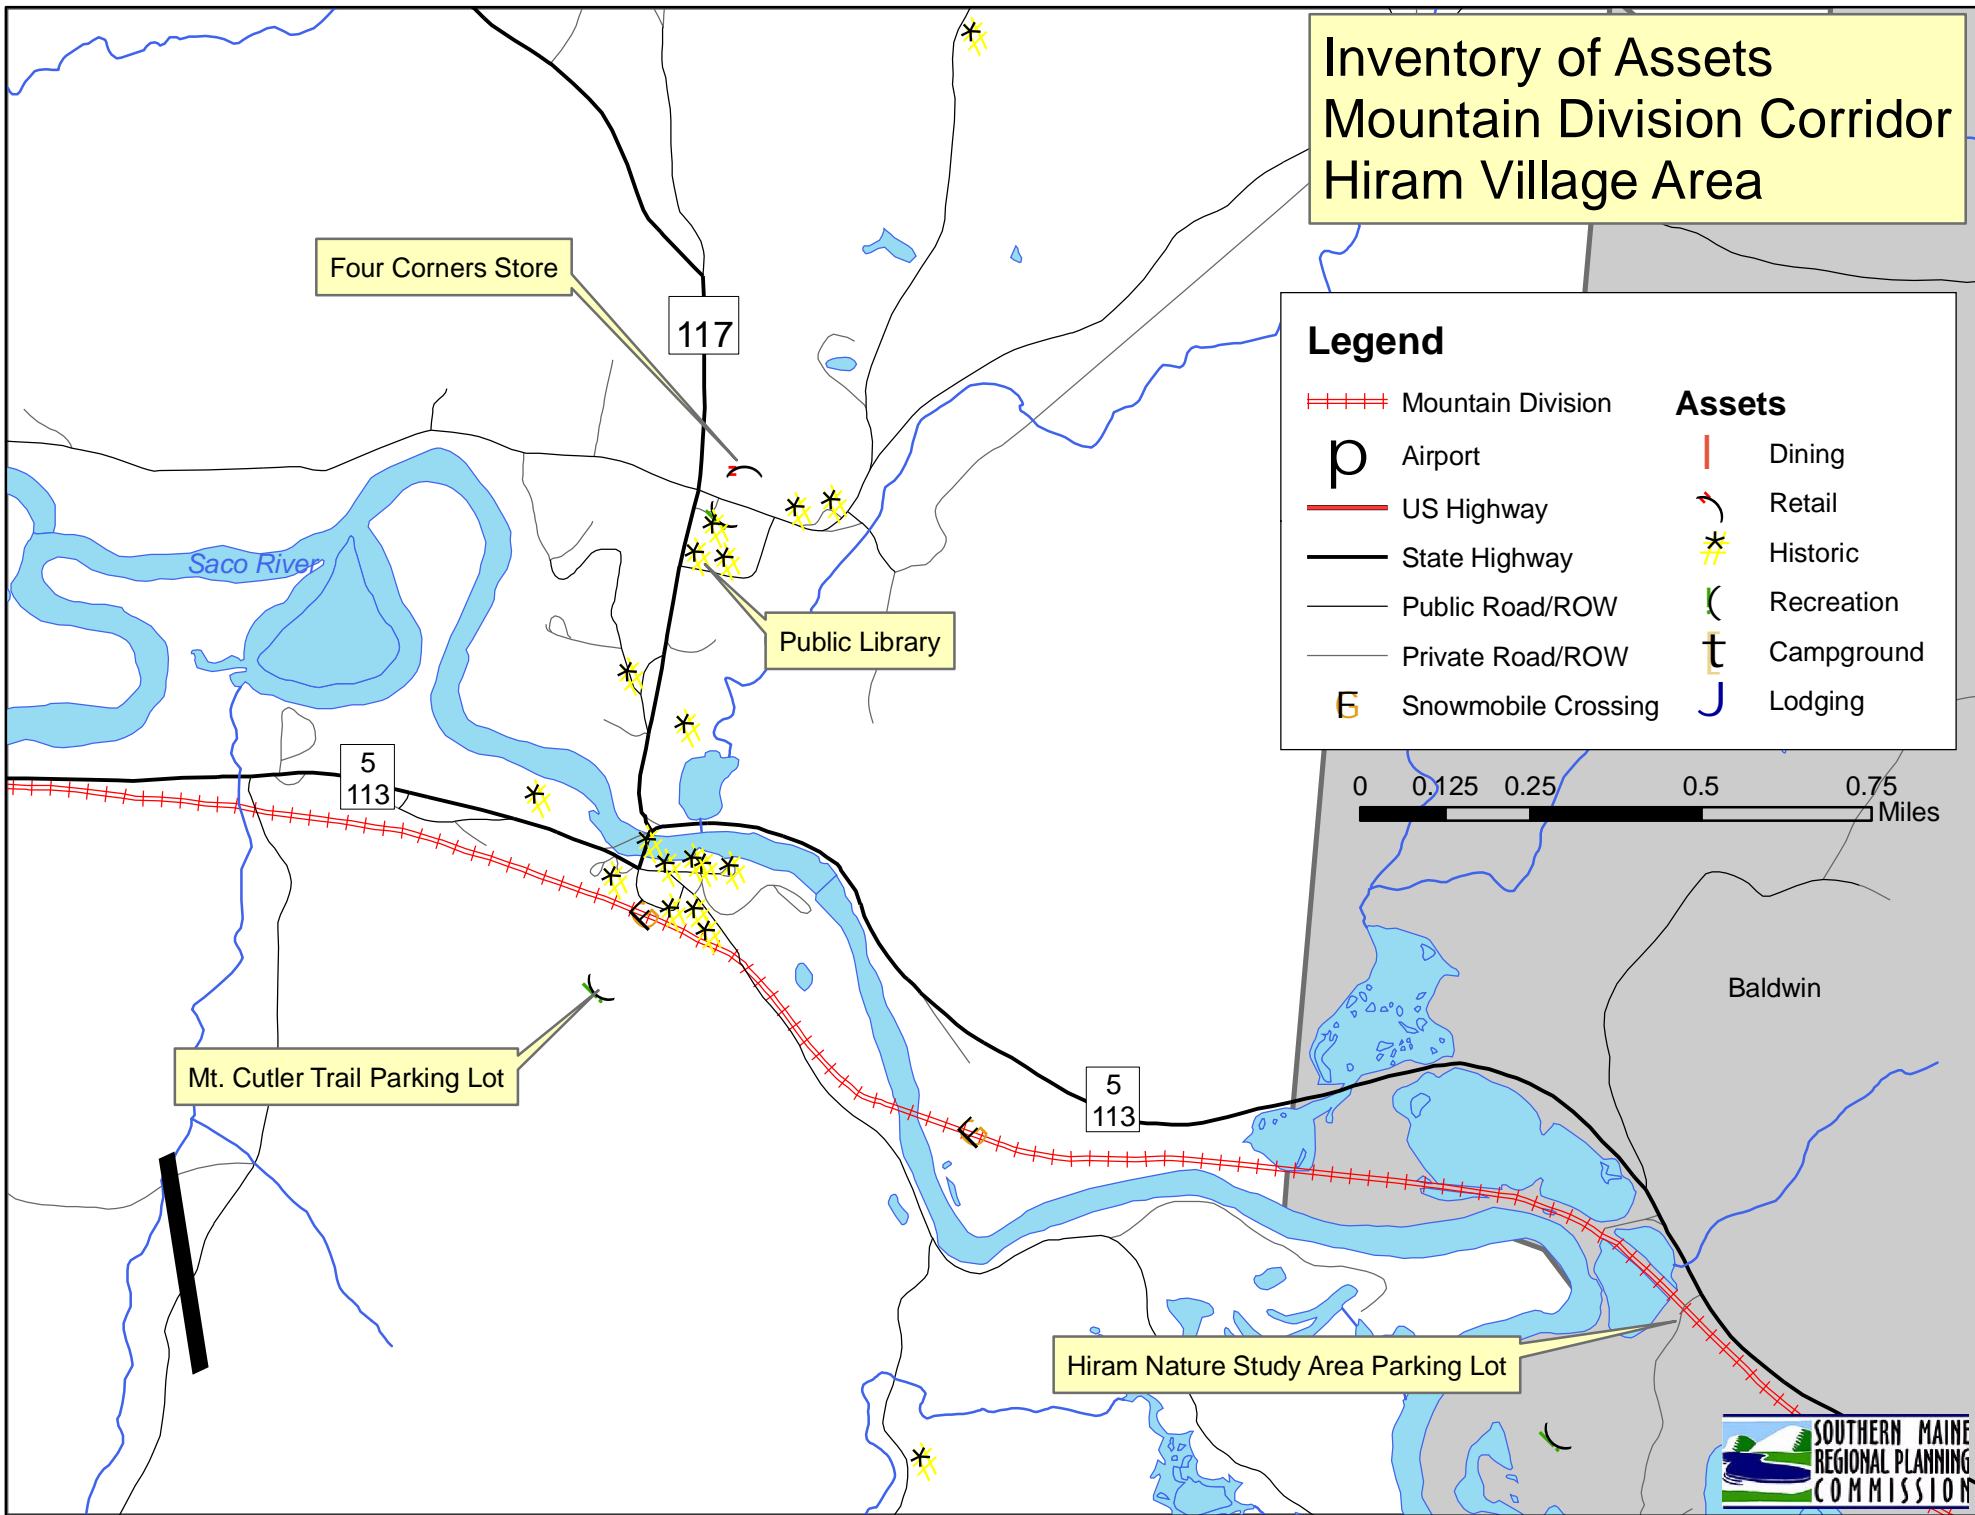 Inventory of Assets
Mountain Division Corridor
Hiram Village Area
Four Corners Store
117
Legend
Mountain Division
Assets
p
Airport
Dining
US Highway
Retail
State Highway
Historic
Public Road/ROW
Recreation
Private Road/ROW
t
Campground
Snowmobile Crossing
Lodging
Saco River
Public Library
5
113
0 0.125 0.25 0.5 0.75
Miles
Baldwin
Mt. Cutler Trail Parking Lot
5
113
Hiram Nature Study Area Parking Lot
SOUTHERN MAINE
REGIONAL PLANNING
COMMISSION